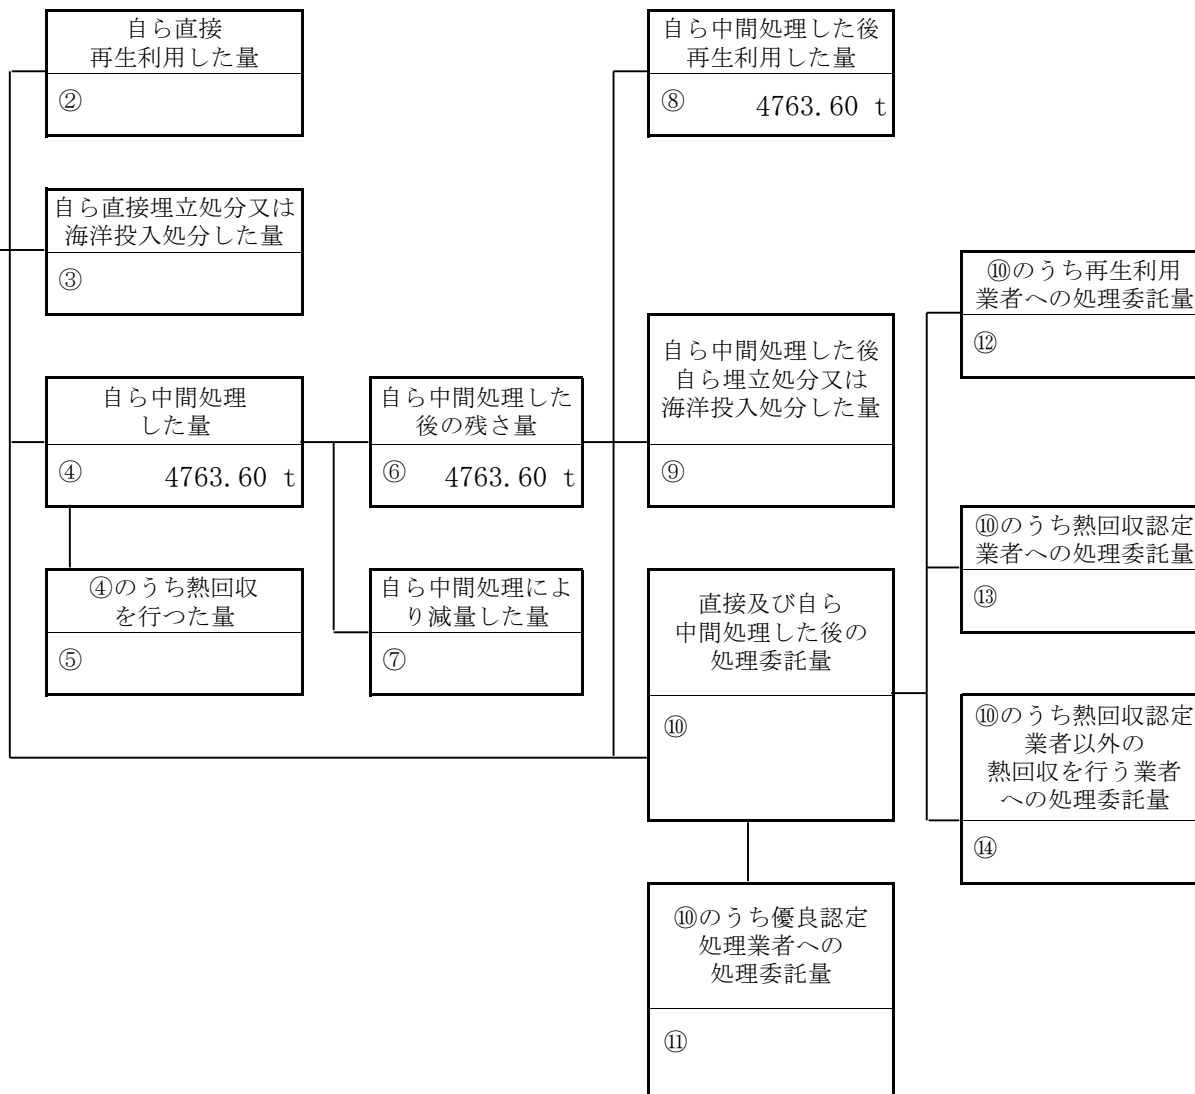 自ら直接
再生利用した量
②
自ら中間処理した後
再生利用した量
⑧ 4763.60 t
自ら直接埋立処分又は
海洋投入処分した量
③
⑩のうち再生利用
業者への処理委託量
⑫
自ら中間処理した後
自ら埋立処分又は
海洋投入処分した量
⑨
自ら中間処理
した量
④ 4763.60 t
自ら中間処理した
後の残さ量
⑥ 4763.60 t
⑩のうち熱回収認定
業者への処理委託量
⑬
④のうち熱回収
を行つた量
⑤
自ら中間処理によ
り減量した量
⑦
直接及び自ら
中間処理した後の
処理委託量
⑩
⑩のうち熱回収認定
業者以外の
熱回収を行う業者
への処理委託量
⑭
⑩のうち優良認定
処理業者への
処理委託量
⑪